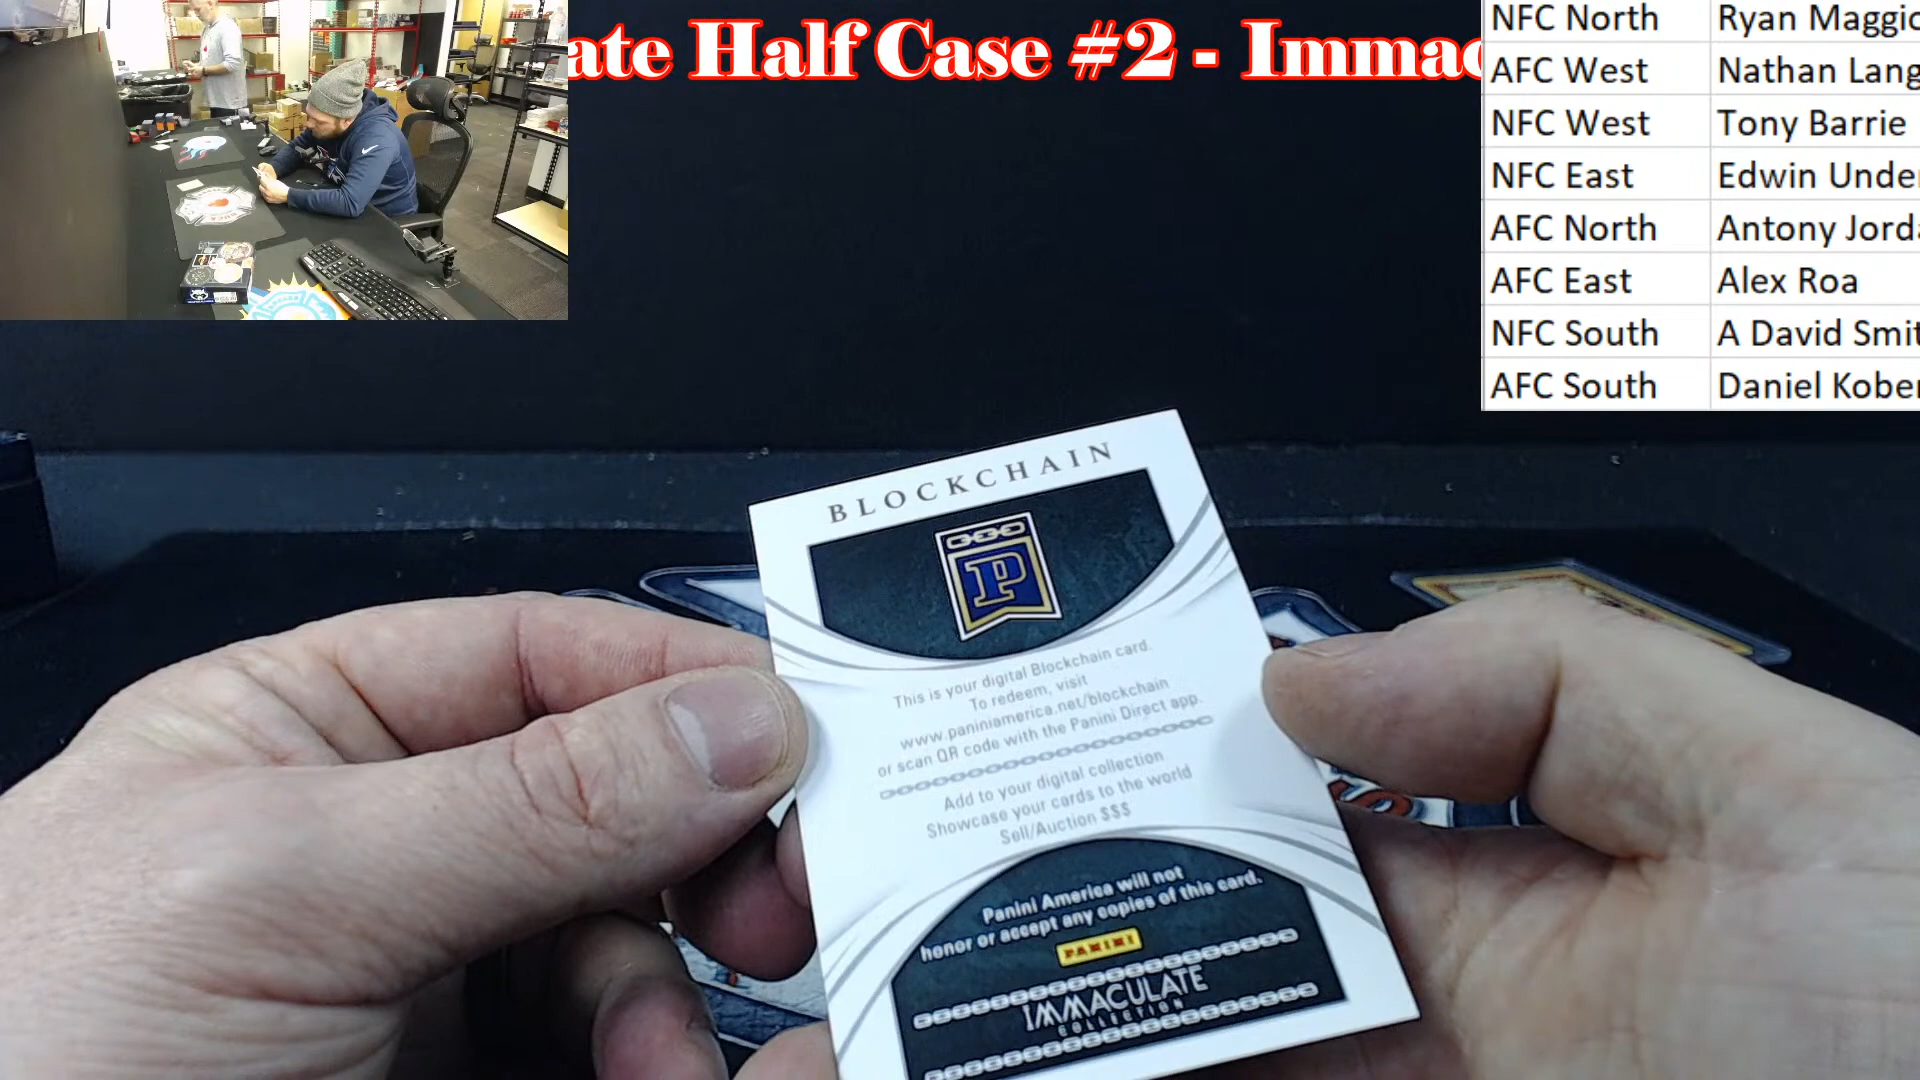 ate Half Case #2 - Immac
NFC North Ryan Maggio
AFC West Nathan Lang
NFC West Tony Barrie
NFC East Edwin Unde
AFC North Antony Jord
AFC East Alex Roa
NFC South A David Smit
AFC South Daniel Kober
BLOCKCHAIN
P
This is your digital Blockchain card.
To redeem, visit
www.paniniamerica.net/blockchain
or scan QR code with the Panini Direct app.
Add to your digital collection
Showcase your cards to the world
Sell/Auction $$$
Panini America will not
honor or accept any copies of this card.
PANINI
IMMACULATE
COLLECTION